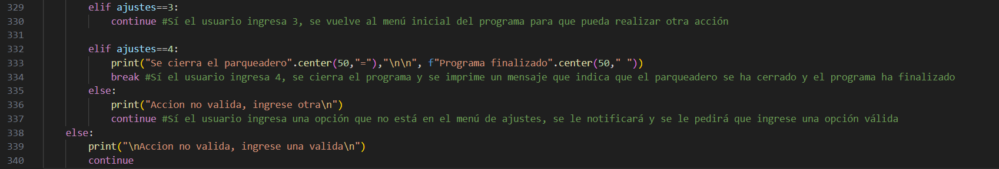 329 elif ajustes==3:
330 continue #Sí el usuario ingresa 3, se vuelve al menú inicial del programa para que pueda realizar otra acción
331
332 elif ajustes==4:
333 print("Se cierra el parqueadero".center(50,"="),"\n\n", f"Programa finalizado".center(50," "))
334 break #Sí el usuario ingresa 4, se cierra el programa y se imprime un mensaje que indica que el parqueadero se ha cerrado y el programa ha finalizado
335 else:
336 print("Accion no valida, ingrese otra\n")
337 continue #Sí el usuario ingresa una opción que no está en el menú de ajustes, se le notificará y se le pedirá que ingrese una opción válida
338 else:
339 print("\nAccion no valida, ingrese una valida\n")
340 continue